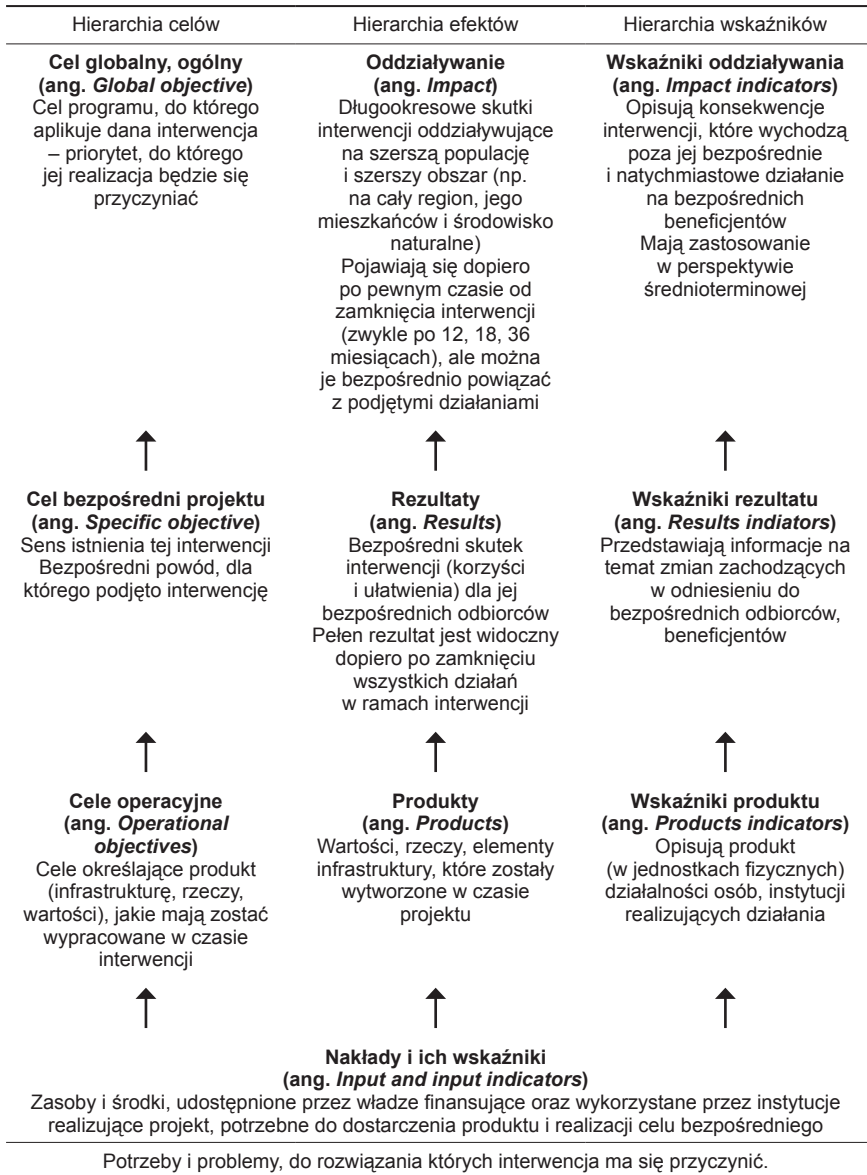 Hierarchia celów
Hierarchia efektów
Hierarchia wskaźników
Cel globalny, ogólny
(ang. Global objective)
Cel programu, do którego
aplikuje dana interwencja
– priorytet, do którego
jej realizacja będzie się
przyczyniać
Oddziaływanie
(ang. Impact)
Długookresowe skutki
interwencji oddziaływujące
na szerszą populację
i szerszy obszar (np.
na cały region, jego
mieszkańców i środowisko
naturalne)
Pojawiają się dopiero
po pewnym czasie od
zamknięcia interwencji
(zwykle po 12, 18, 36
miesiącach), ale można
je bezpośrednio powiązać
z podjętymi działaniami
Wskaźniki oddziaływania
(ang. Impact indicators)
Opisują konsekwencje
interwencji, które wychodzą
poza jej bezpośrednie
i natychmiastowe działanie
na bezpośrednich
beneficjentów
Mają zastosowanie
w perspektywie
średnioterminowej
Cel bezpośredni projektu
(ang. Specific objective)
Sens istnienia tej interwencji
Bezpośredni powód, dla
którego podjęto interwencję
Rezultaty
(ang. Results)
Bezpośredni skutek
interwencji (korzyści
i ułatwienia) dla jej
bezpośrednich odbiorców
Pełen rezultat jest widoczny
dopiero po zamknięciu
wszystkich działań
w ramach interwencji
Wskaźniki rezultatu
(ang. Results indiators)
Przedstawiają informacje na
temat zmian zachodzących
w odniesieniu do
bezpośrednich odbiorców,
beneficjentów
Cele operacyjne
(ang. Operational
objectives)
Cele określające produkt
(infrastrukturę, rzeczy,
wartości), jakie mają zostać
wypracowane w czasie
interwencji
Produkty
(ang. Products)
Wartości, rzeczy, elementy
infrastruktury, które zostały
wytworzone w czasie
projektu
Wskaźniki produktu
(ang. Products indicators)
Opisują produkt
(w jednostkach fizycznych)
działalności osób, instytucji
realizujących działania
Nakłady i ich wskaźniki
(ang. Input and input indicators)
Zasoby i środki, udostępnione przez władze finansujące oraz wykorzystane przez instytucje
realizujące projekt, potrzebne do dostarczenia produktu i realizacji celu bezpośredniego
Potrzeby i problemy, do rozwiązania których interwencja ma się przyczynić.